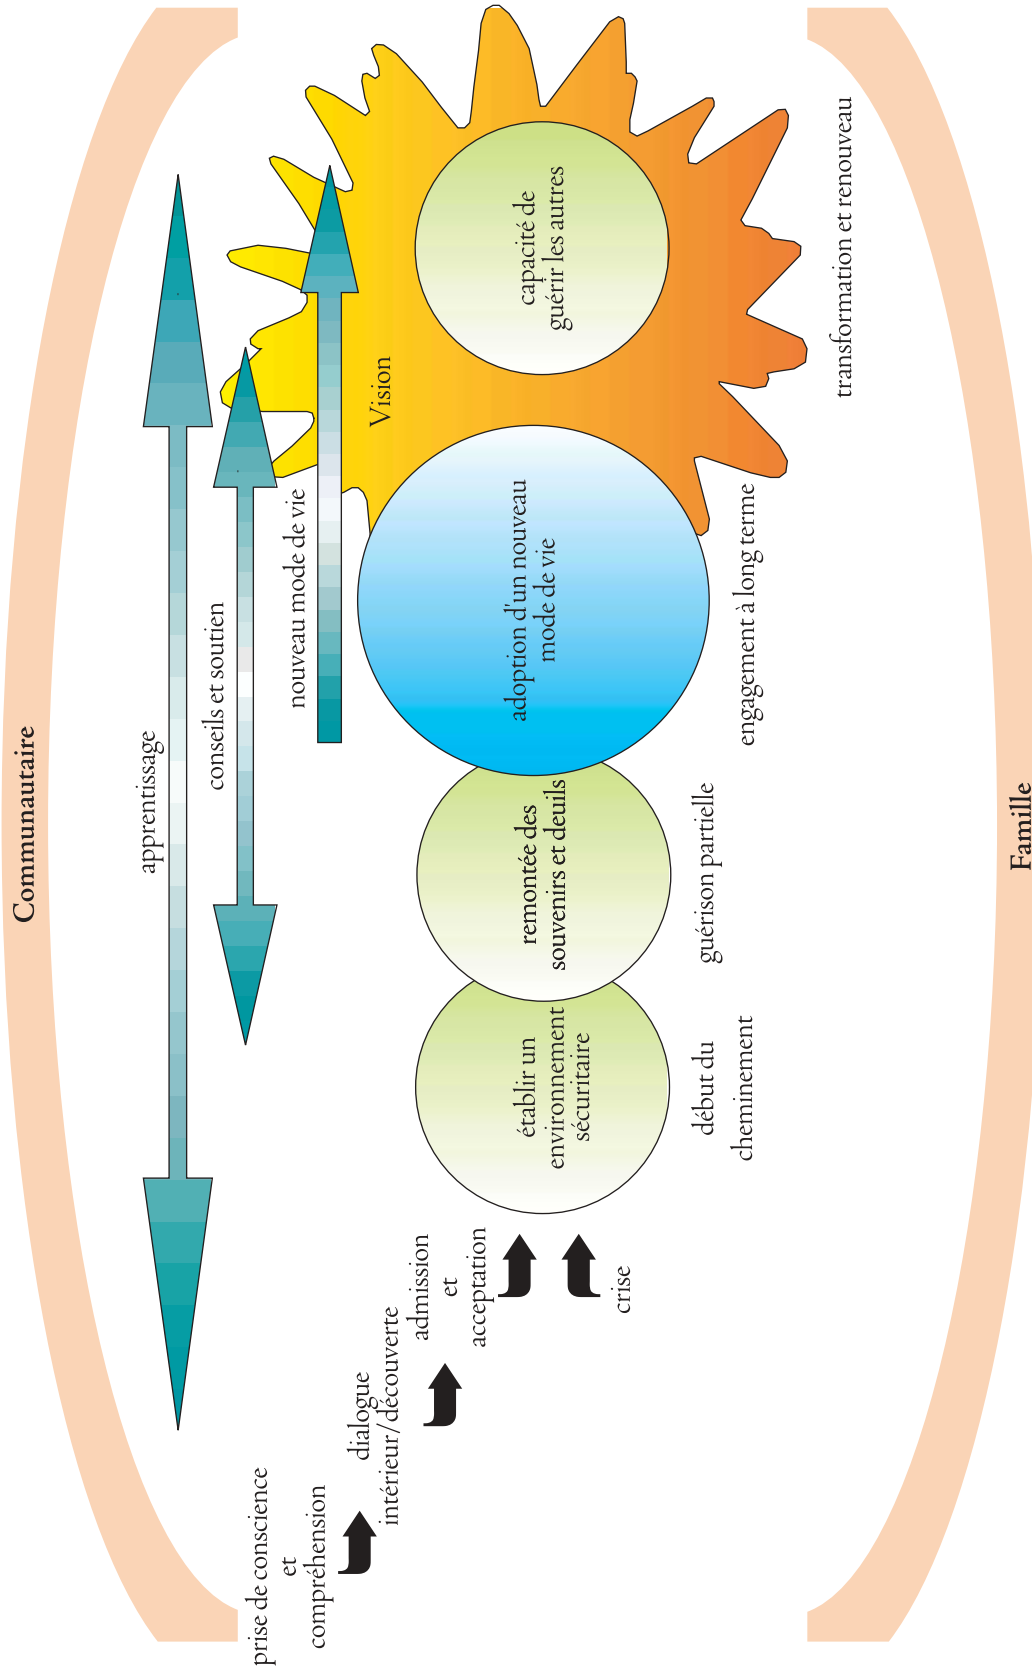 Communautaire
apprentissage
conseils et soutien
nouveau mode de vie
Vision
prise de conscience
et
compréhension
dialogue
intérieur/découverte
admission
et
acceptation
crise
établir un
environnement
sécuritaire
remontée des
souvenirs et deuils
adoption d'un nouveau
mode de vie
capacité de
guérir les autres
début du
cheminement
guérison partielle
engagement à long terme
transformation et renouveau
Famille